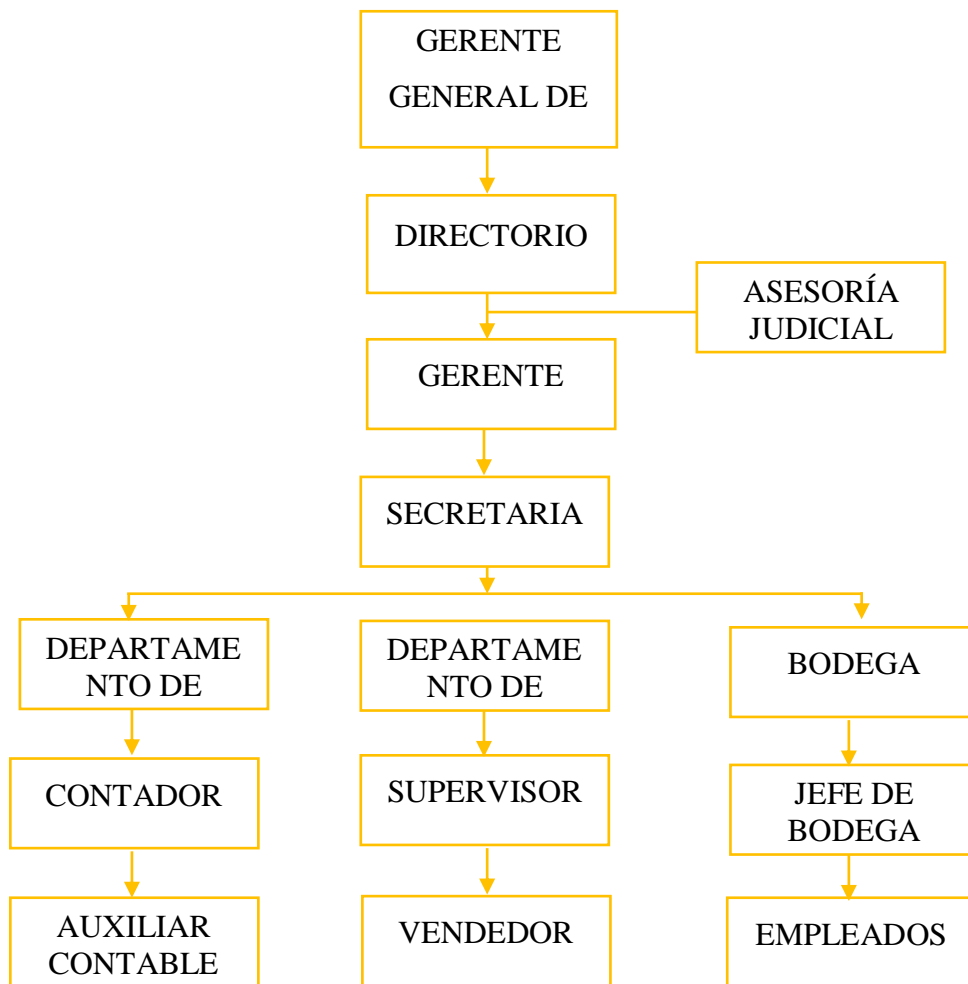 GERENTE
GENERAL DE
DIRECTORIO
ASESORÍA
JUDICIAL
GERENTE
SECRETARIA
DEPARTAME
NTO DE
DEPARTAME
NTO DE
BODEGA
CONTADOR
SUPERVISOR
JEFE DE
BODEGA
AUXILIAR
CONTABLE
VENDEDOR
EMPLEADOS